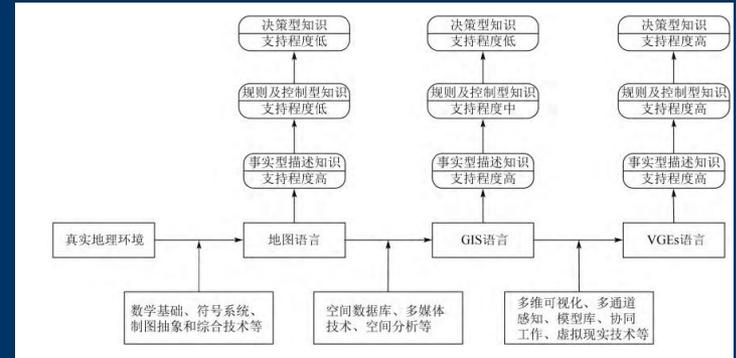 决策型知识
支持程度低
决策型知识
支持程度低
决策型知识
支持程度高
规则及控制型知识
支持程度低
规则及控制型知识
支持程度中
规则及控制型知识
支持程度高
事实型描述知识
支持程度高
事实型描述知识
支持程度高
事实型描述知识
支持程度高
真实地理环境
地图语言
GIS语言
VGEs语言
数学基础、符号系统、
制图抽象和综合技术等
空间数据库、多媒体
技术、空间分析等
多维可视化、多通道
感知、模型库、协同
工作、虚拟现实技术等